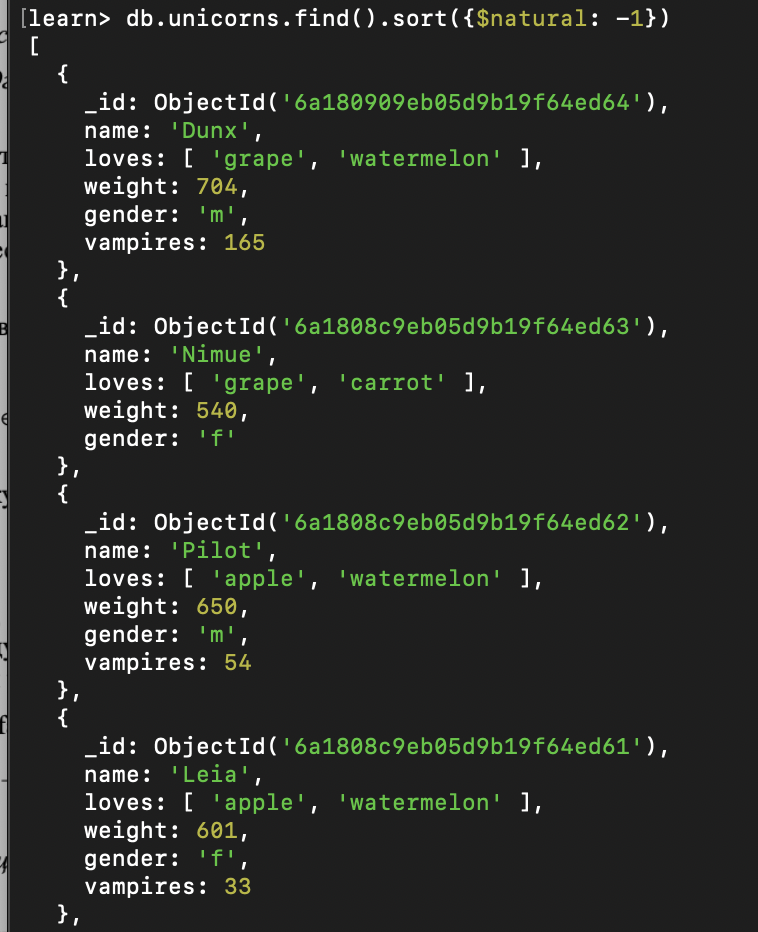 [learn> db.unicorns.find().sort({$natural: -1})
[
{
_id: ObjectId('6a180909eb05d9b19f64ed64'),
name: 'Dunx',
loves: [ 'grape', 'watermelon' ],
weight: 704,
gender: 'm',
vampires: 165
},
{
_id: ObjectId('6a1808c9eb05d9b19f64ed63'),
name: 'Nimue',
loves: [ 'grape', 'carrot' ],
weight: 540,
gender: 'f'
},
{
_id: ObjectId('6a1808c9eb05d9b19f64ed62'),
name: 'Pilot',
loves: [ 'apple', 'watermelon' ],
weight: 650,
gender: 'm',
vampires: 54
},
{
_id: ObjectId('6a1808c9eb05d9b19f64ed61'),
name: 'Leia',
loves: [ 'apple', 'watermelon' ],
weight: 601,
gender: 'f',
vampires: 33
},